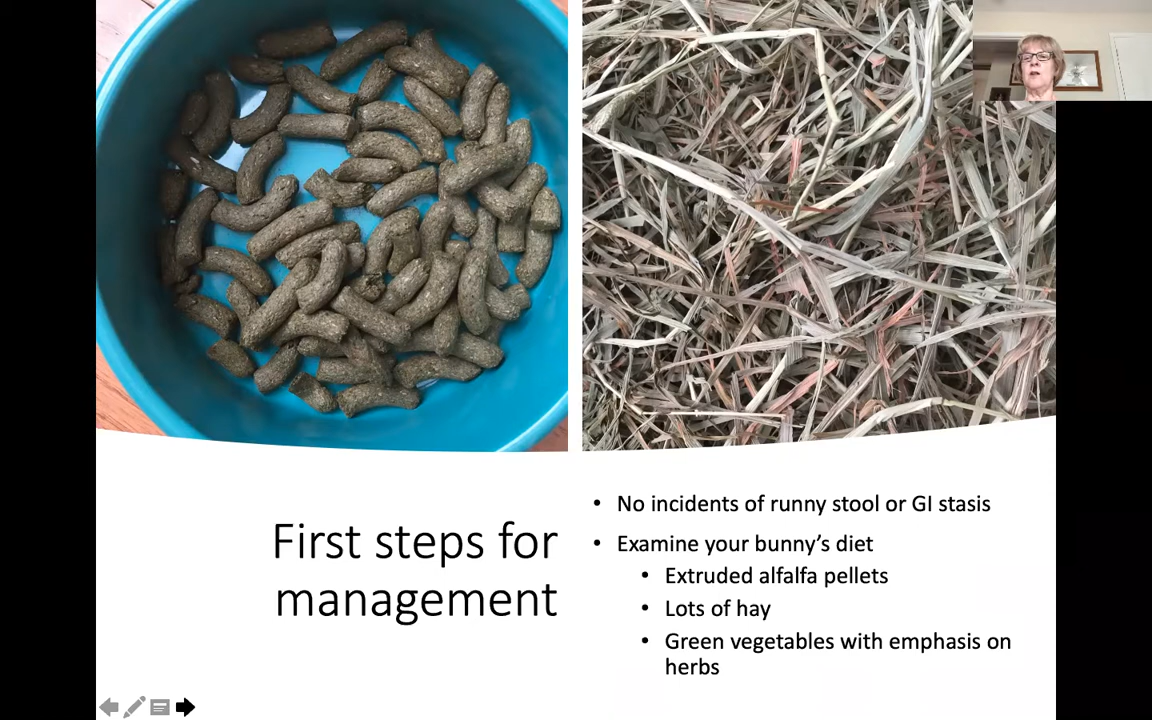 First steps for
management
• No incidents of runny stool or GI stasis
• Examine your bunny’s diet
• Extruded alfalfa pellets
• Lots of hay
• Green vegetables with emphasis on
herbs